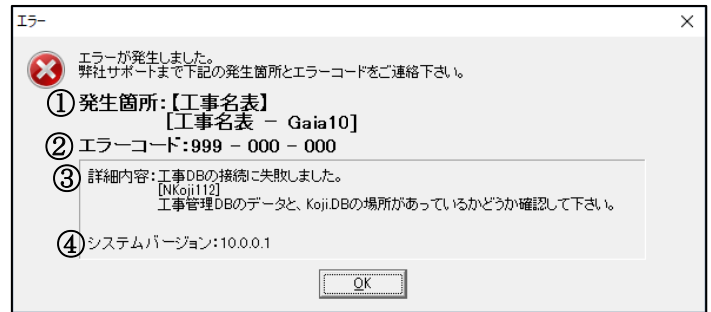 エラー
エラーが発生しました。
弊社サポートまで下記の発生箇所とエラーコードをご連絡下さい。
① 発生箇所:【工事名表】
[工事名表 － Gaia10]
② エラーコード:999 － 000 － 000
③ 詳細内容:工事DBの接続に失敗しました。
[NKoji112]
工事管理DBのデータと、Koji.DBの場所があっているかどうか確認して下さい。
④ システムバージョン:10.0.0.1
OK